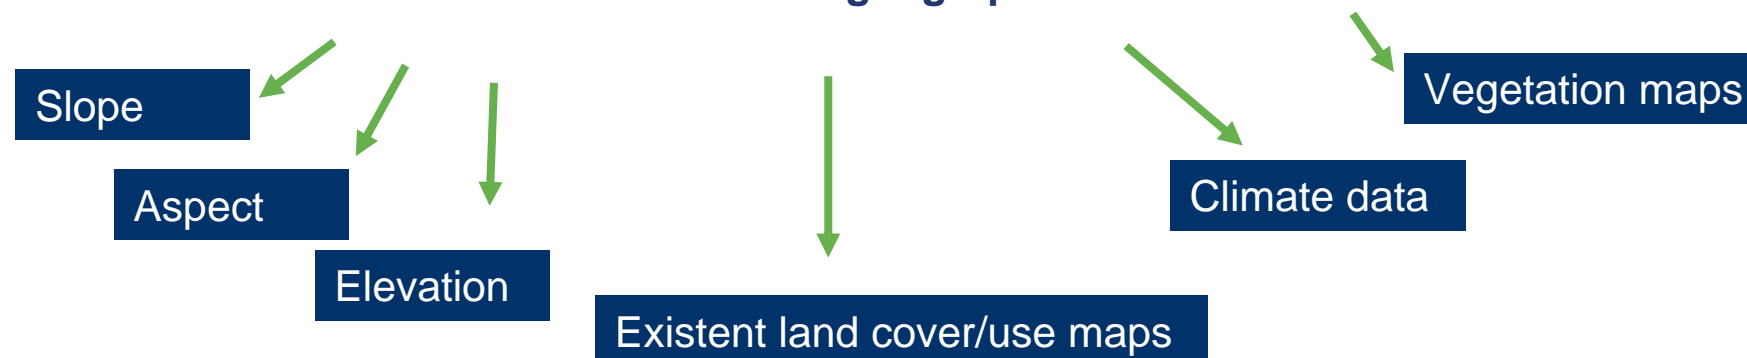 Vegetation maps
Slope
Climate data
Aspect
Elevation
Existent land cover/use maps